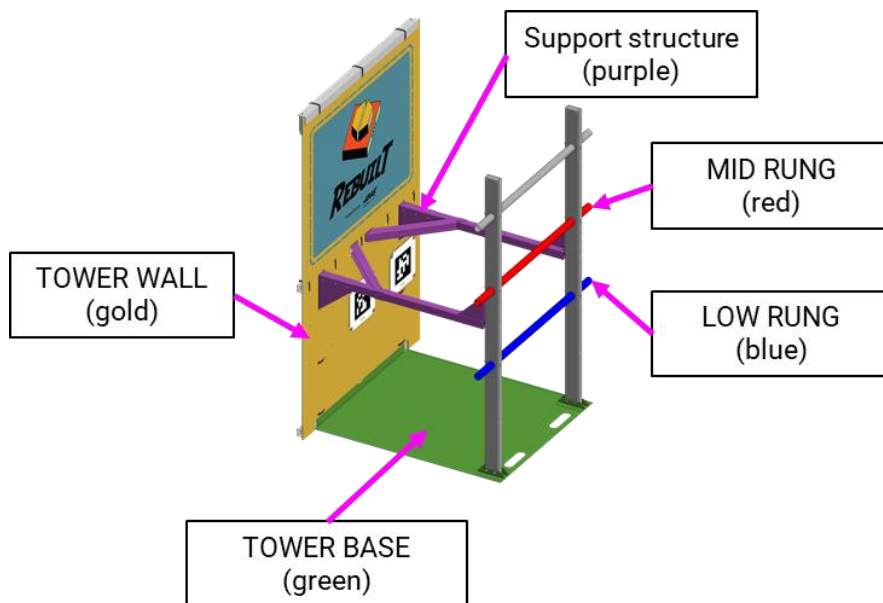 Support structure
(purple)
MID RUNG
(red)
TOWER WALL
(gold)
LOW RUNG
(blue)
REBUILT
TOWER BASE
(green)